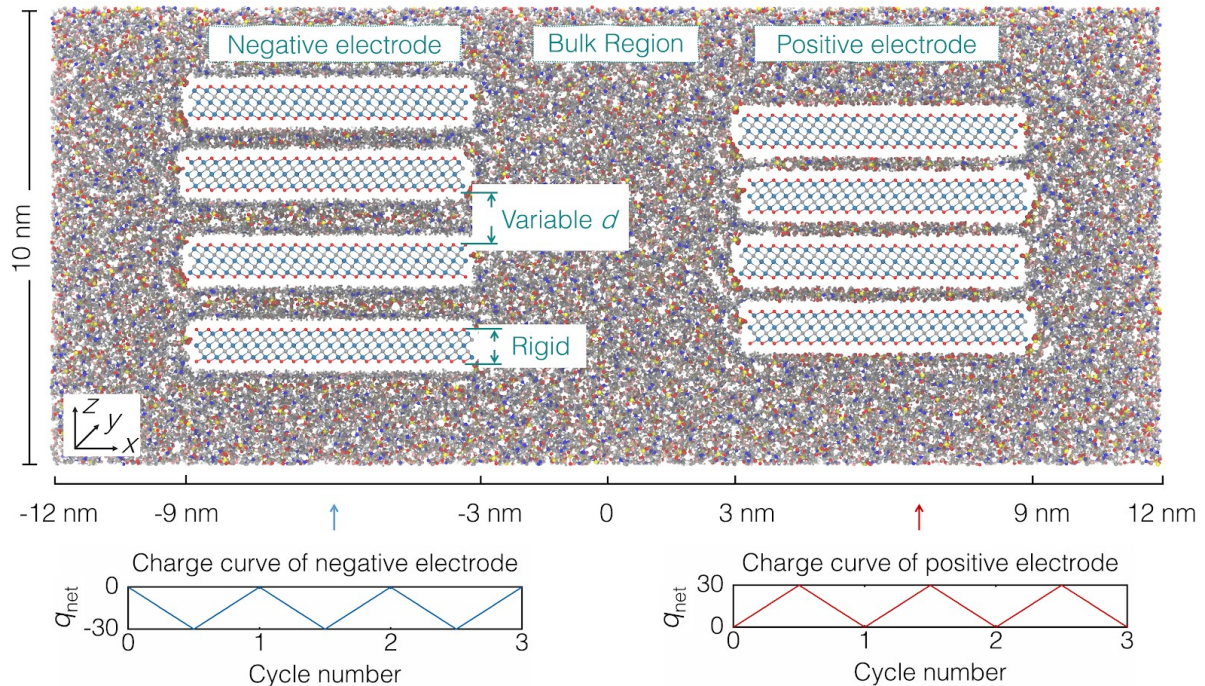 Negative electrode
Bulk Region
Positive electrode
10 nm
Variable d
Rigid
z
y
x
-12 nm
-9 nm
-3 nm
0
3 nm
9 nm
12 nm
Charge curve of negative electrode
q_net
0
-30
0
1
2
3
Cycle number
Charge curve of positive electrode
q_net
30
0
0
1
2
3
Cycle number